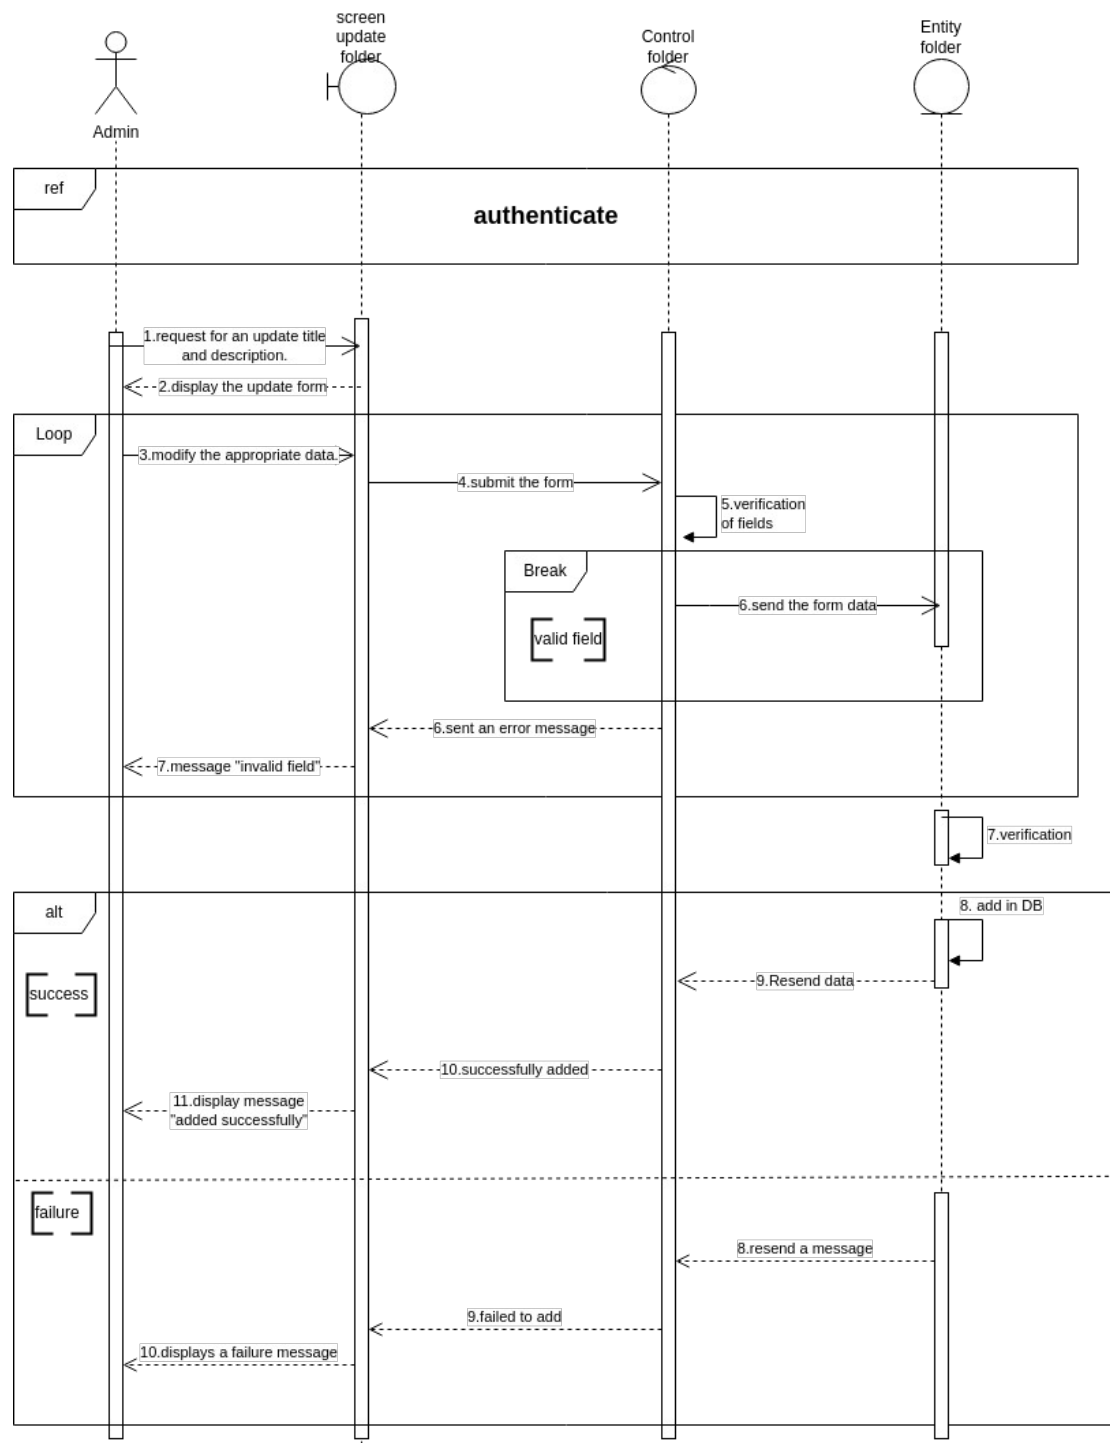 screen
update
folder
Control
folder
Entity
folder
Admin
ref
authenticate
1.request for an update title
and description.
2.display the update form
Loop
3.modify the appropriate data.
4.submit the form
5.verification
of fields
Break
6.send the form data
valid field
6.sent an error message
7.message "invalid field"
7.verification
alt
8. add in DB
success
9.Resend data
10.successfully added
11.display message
"added successfully"
failure
8.resend a message
9.failed to add
10.displays a failure message